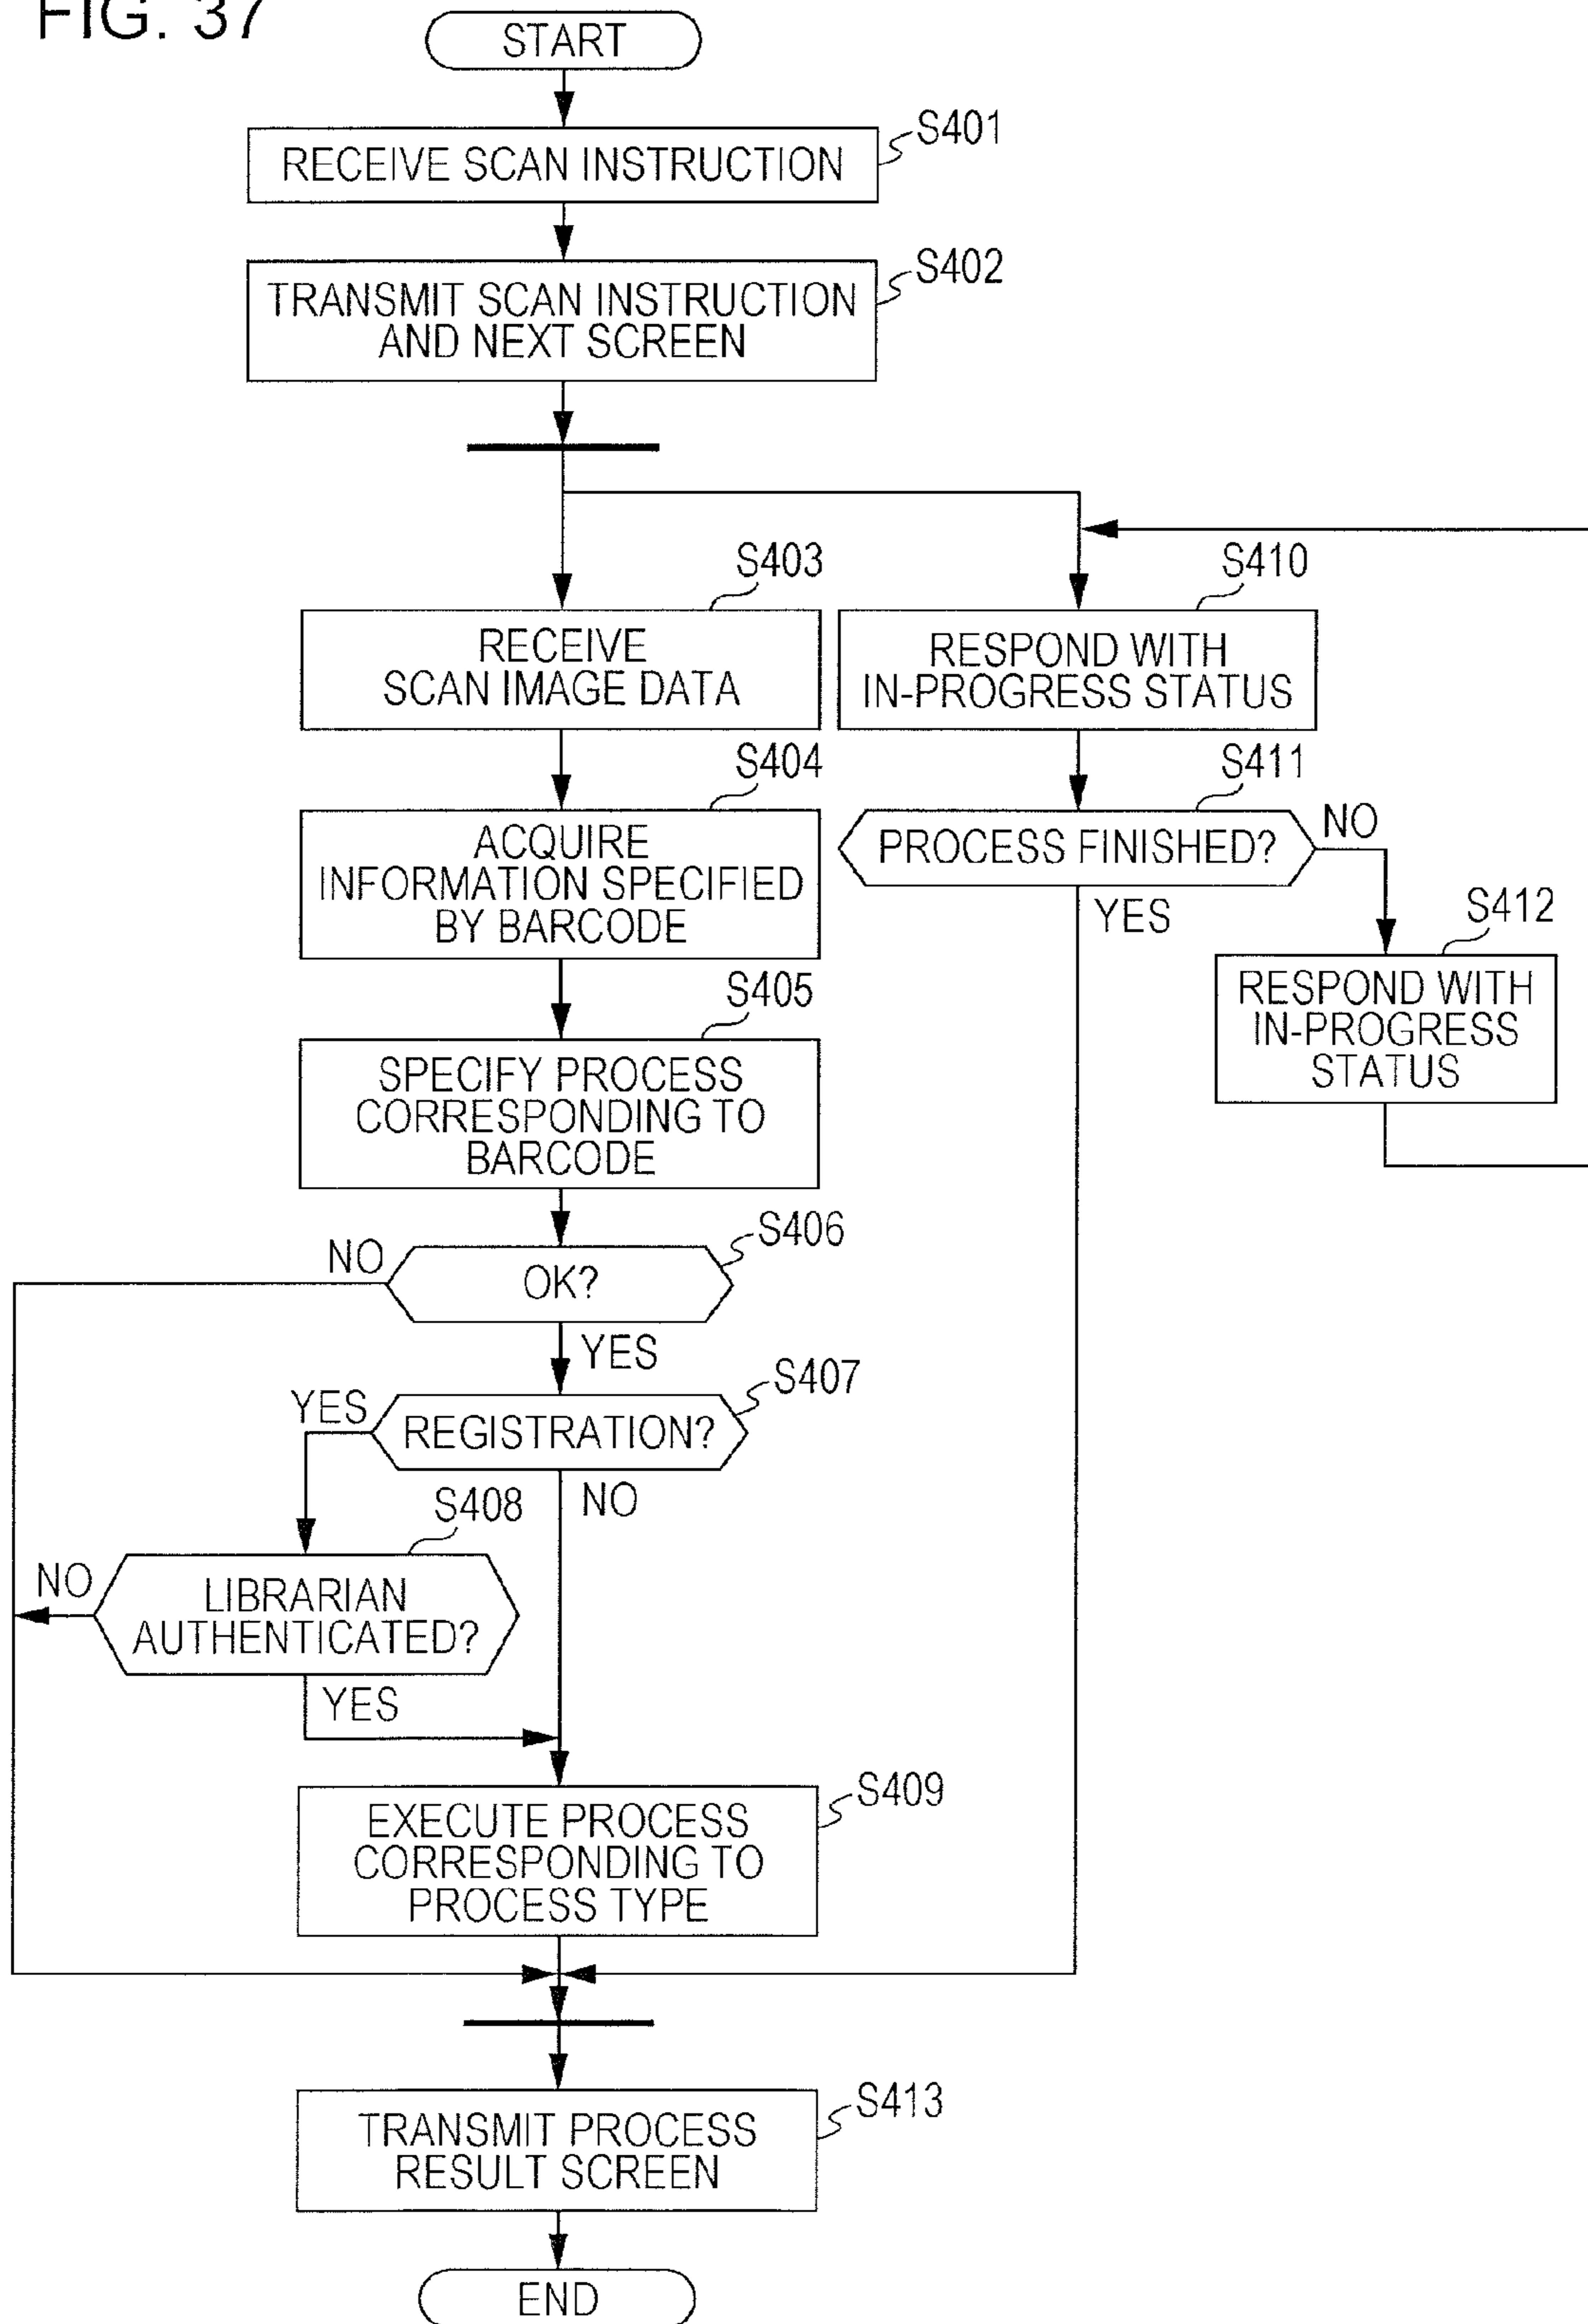 FIG. 37
START
S401
RECEIVE SCAN INSTRUCTION
S402
TRANSMIT SCAN INSTRUCTION
AND NEXT SCREEN
S403
RECEIVE
SCAN IMAGE DATA
S410
RESPOND WITH
IN-PROGRESS STATUS
S404
ACQUIRE
INFORMATION SPECIFIED
BY BARCODE
S411
PROCESS FINISHED?
NO
YES
S412
RESPOND WITH
IN-PROGRESS
STATUS
S405
SPECIFY PROCESS
CORRESPONDING TO
BARCODE
S406
NO
OK?
YES
S407
YES
REGISTRATION?
NO
S408
NO
LIBRARIAN
AUTHENTICATED?
YES
S409
EXECUTE PROCESS
CORRESPONDING TO
PROCESS TYPE
S413
TRANSMIT PROCESS
RESULT SCREEN
END